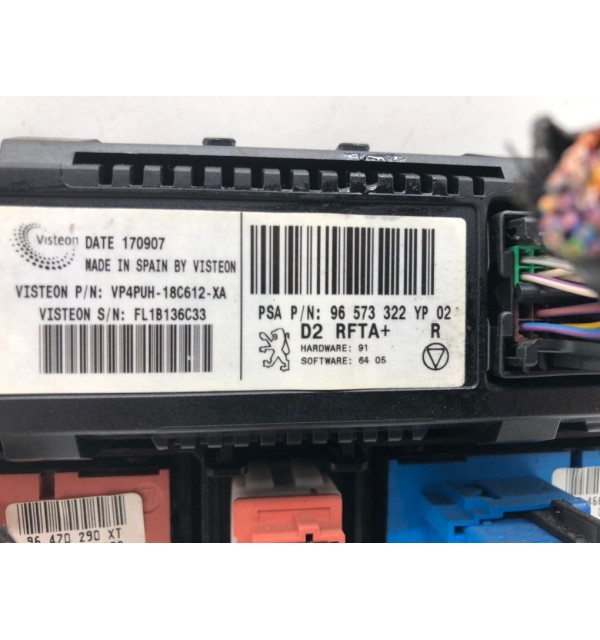 Visteon DATE 170907
MADE IN SPAIN BY VISTEON
VISTEON P/N: VP4PUH-18C612-XA
VISTEON S/N: FL1B136C33
PSA P/N: 96 573 322 YP 02
D2 RFTA+ R
HARDWARE: 91
SOFTWARE: 64 05
96 470 290 XT